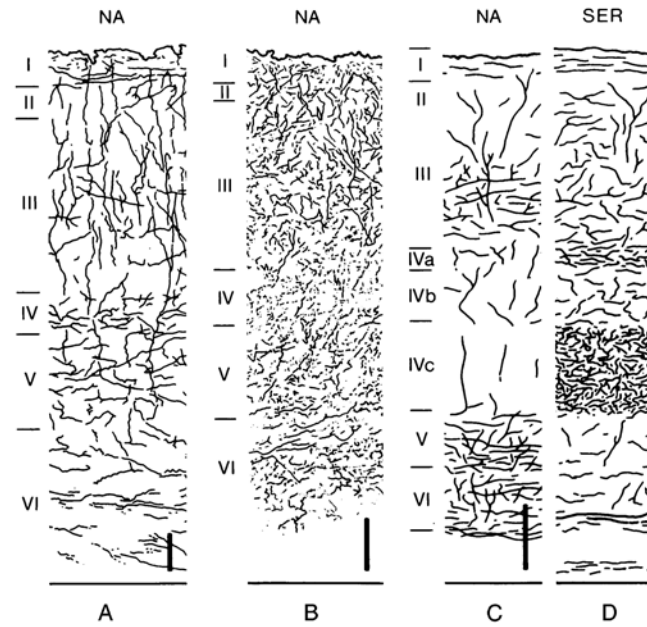 NA NA NA SER
I I I
II II II
III III III
IVa
IV IV IVb
IVc
V V V
VI VI VI
A B C D